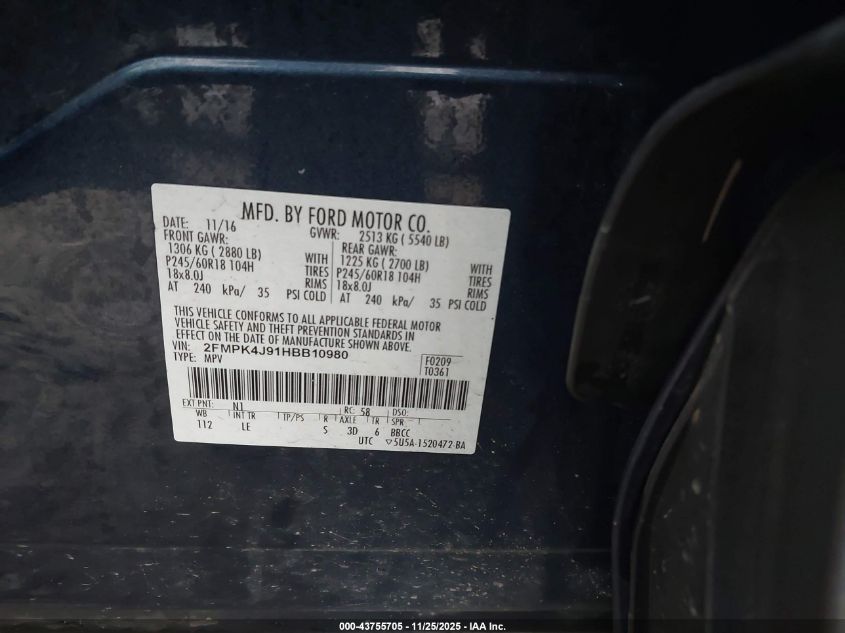 MFD. BY FORD MOTOR CO.
DATE: 11/16 GVWR: 2513 KG ( 5540 LB)
FRONT GAWR: REAR GAWR:
1306 KG ( 2880 LB) WITH 1225 KG ( 2700 LB) WITH
P245/60R18 104H TIRES P245/60R18 104H TIRES
18x8.0J RIMS 18x8.0J RIMS
AT 240 kPa/ 35 PSI COLD AT 240 kPa/ 35 PSI COLD
THIS VEHICLE CONFORMS TO ALL APPLICABLE FEDERAL MOTOR
VEHICLE SAFETY AND THEFT PREVENTION STANDARDS IN
EFFECT ON THE DATE OF MANUFACTURE SHOWN ABOVE.
VIN: 2FMPK4J91HBB10980 F0209
TYPE: MPV T0361
EXT PNT: N1 RC: 58 DSO:
WB INT TR TP/PS R AXLE TR SPR
112 LE 5 3D 6 BBCC
UTC ▽5U5A-1520472-BA
000-43755705 - 11/25/2025 - IAA Inc.